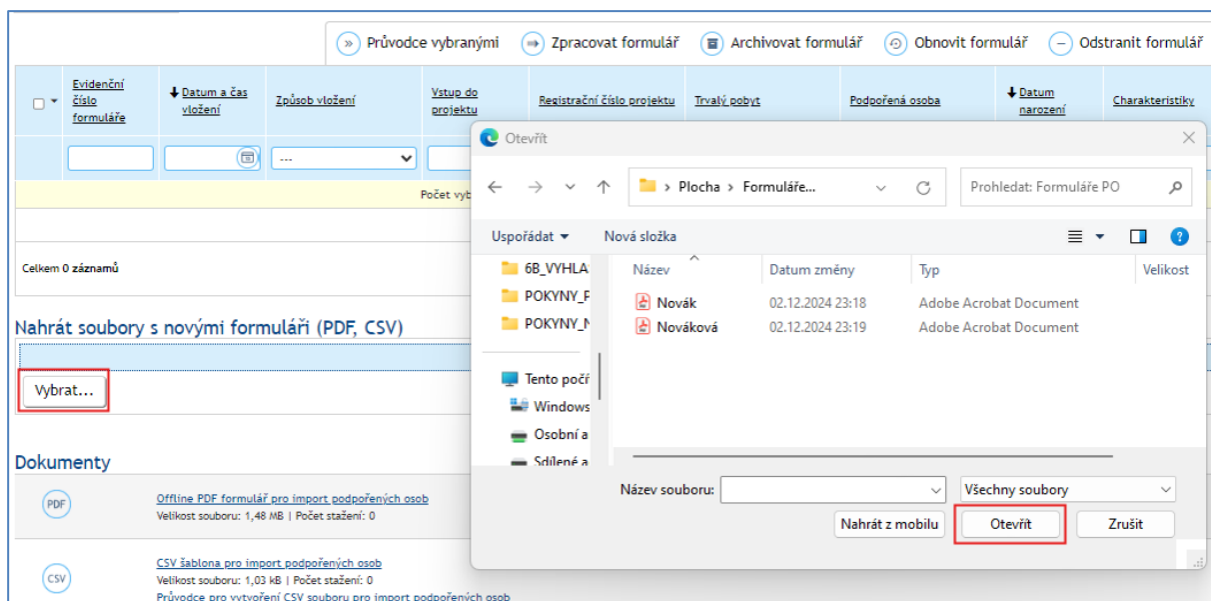 Průvodce vybranými
Zpracovat formulář
Archivovat formulář
Obnovit formulář
Odstranit formulář
Evidenční číslo formuláře
Datum a čas vložení
Způsob vložení
Vstup do projektu
Registrační číslo projektu
Trvalý pobyt
Podpořená osoba
Datum narození
Charakteristiky
---
Počet vyb
Celkem 0 záznamů
Nahrát soubory s novými formuláři (PDF, CSV)
Vybrat...
Dokumenty
PDF
Offline PDF formulář pro import podpořených osob
Velikost souboru: 1,48 MB | Počet stažení: 0
CSV
CSV šablona pro import podpořených osob
Velikost souboru: 1,03 kB | Počet stažení: 0
Průvodce pro vytvoření CSV souboru pro import podpořených osob
Otevřít
Plocha > Formuláře...
Prohledat: Formuláře PO
Uspořádat
Nová složka
6B_VYHLA
POKYNY_P
POKYNY_N
Tento počí
Windows
Osobní a
Sdílené a
Název Datum změny Typ Velikost
Novák 02.12.2024 23:18 Adobe Acrobat Document
Nováková 02.12.2024 23:19 Adobe Acrobat Document
Název souboru:
Všechny soubory
Nahrát z mobilu
Otevřít
Zrušit